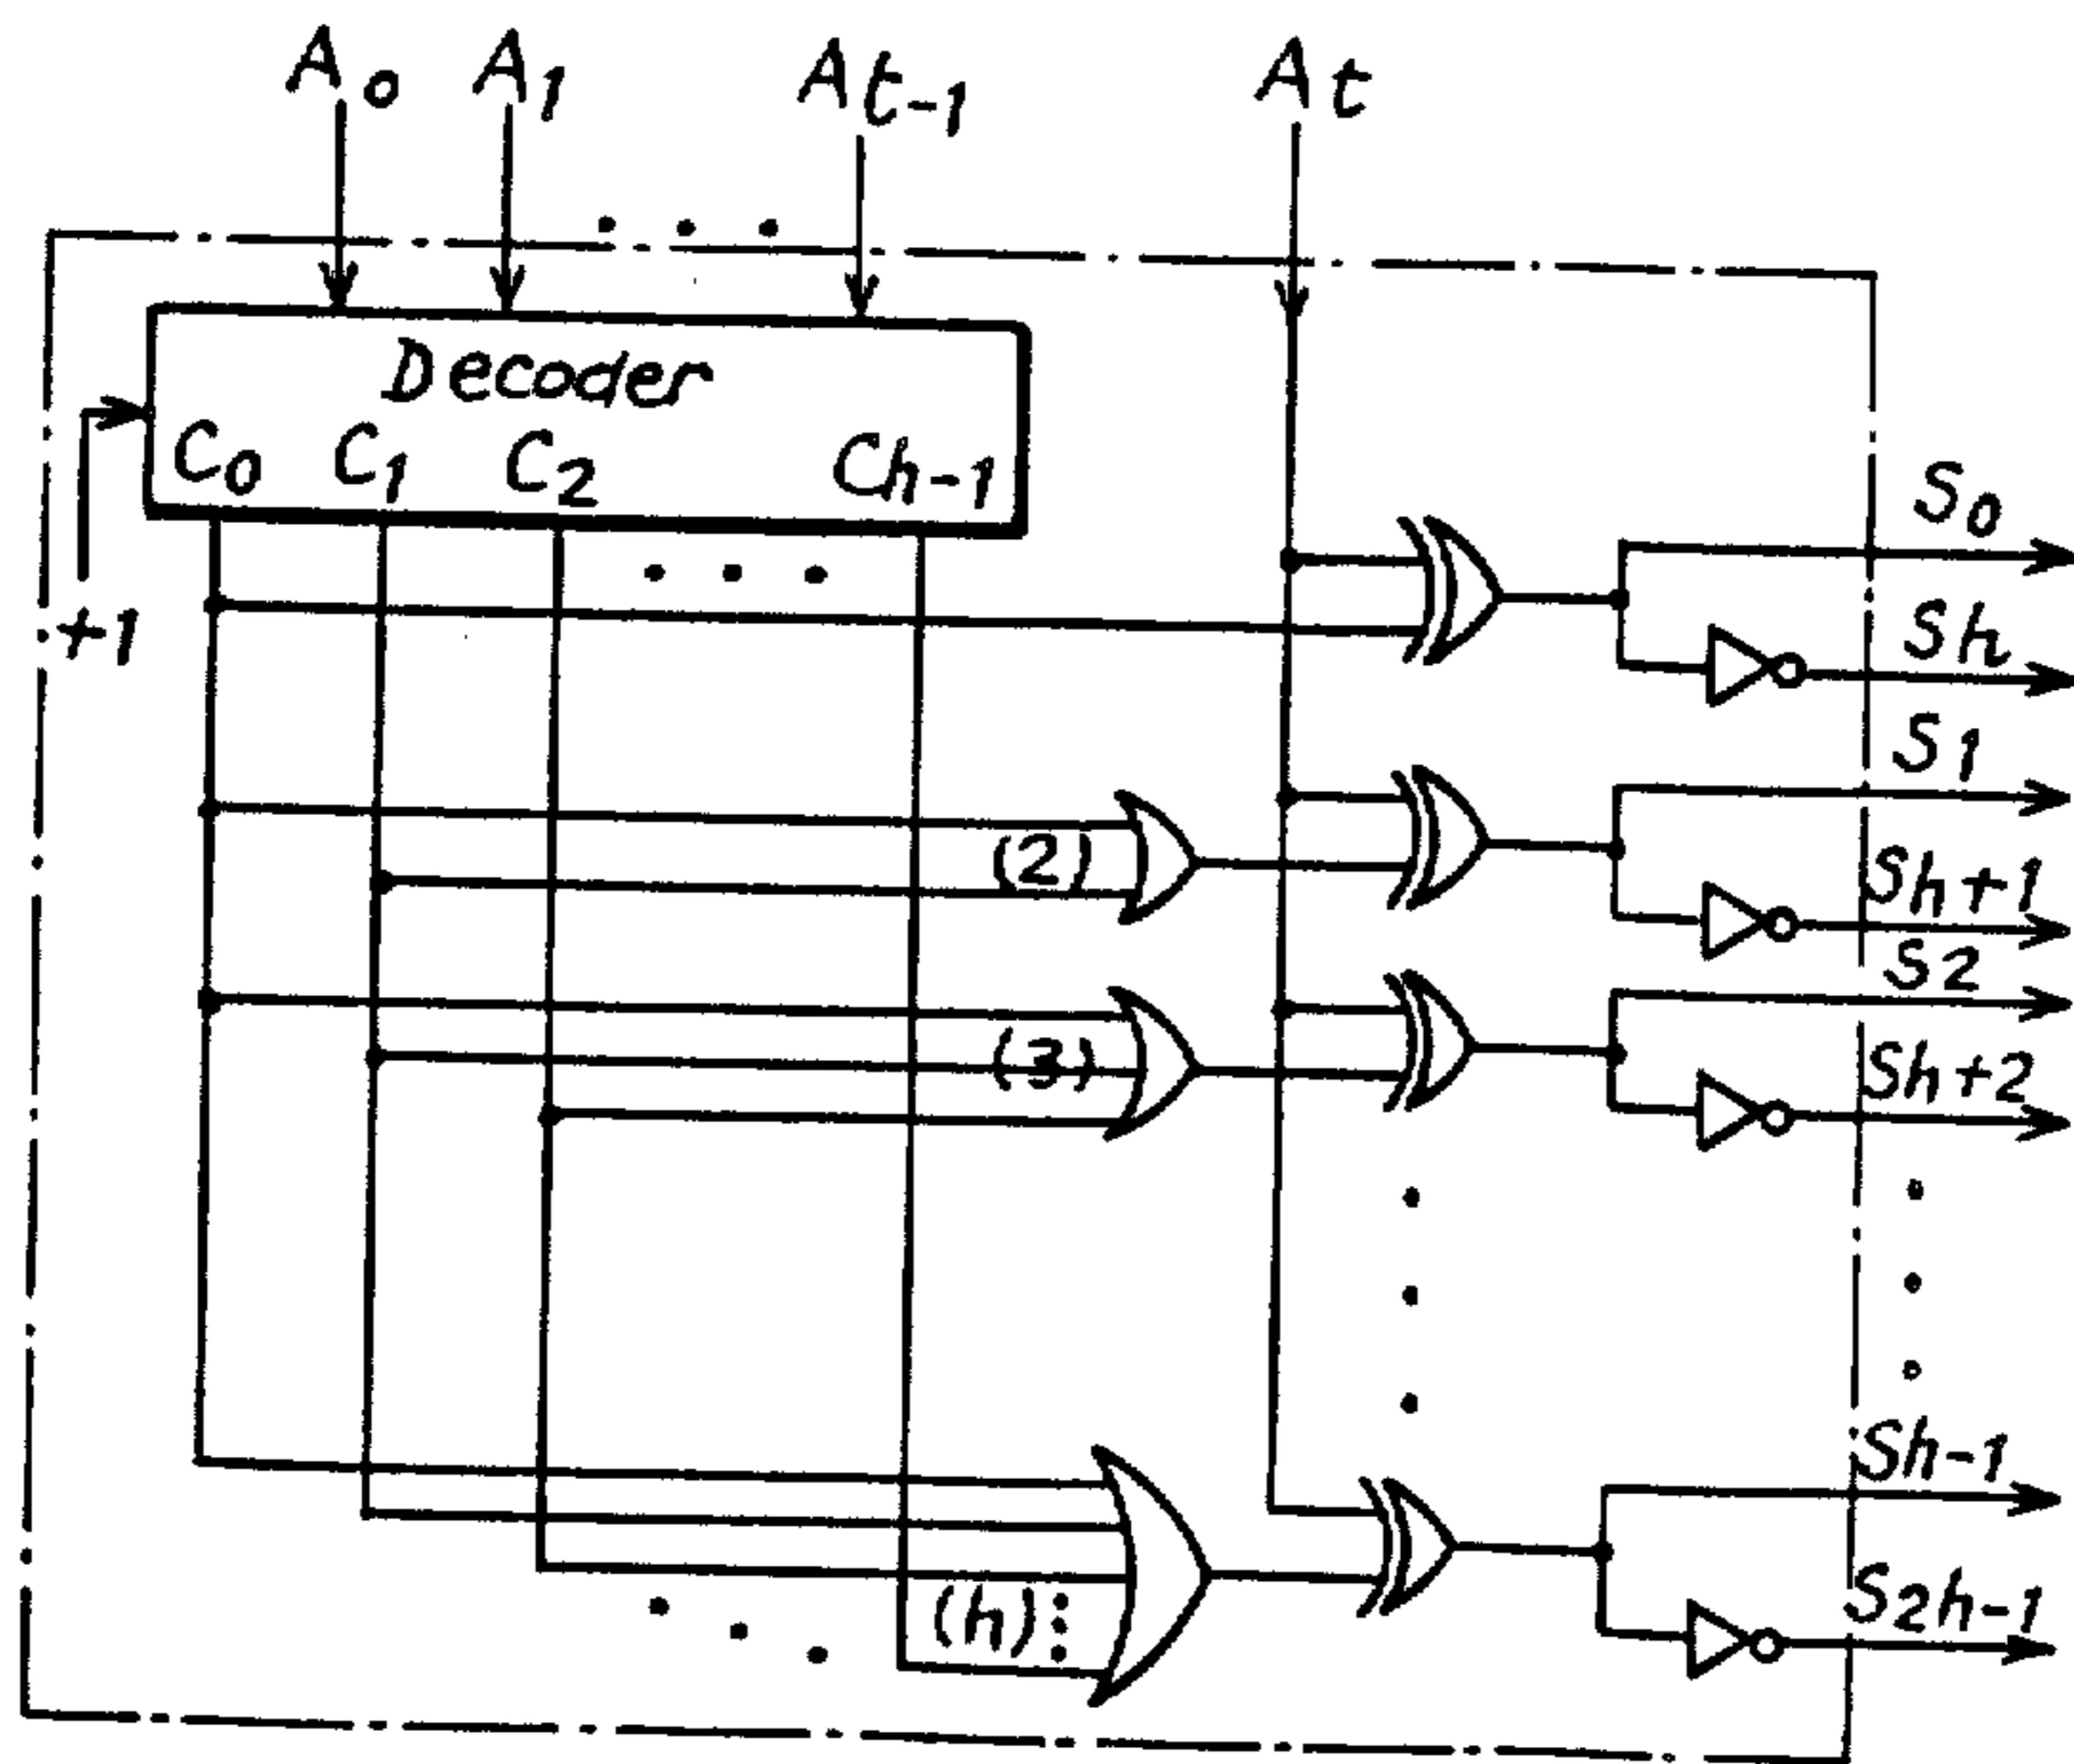 A0 A1 At-1 At
Decoder
C0 C1 C2 Ch-1
+1
S0
Sh
S1
(2)
Sh+1
S2
(3)
Sh+2
Sh-1
(h)
S2h-1